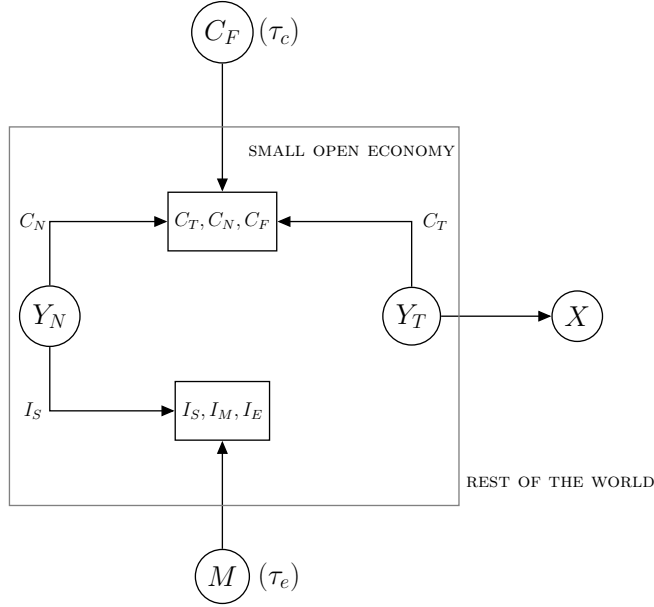 C_F (τ_c)
SMALL OPEN ECONOMY
C_N C_T, C_N, C_F C_T
Y_N Y_T X
I_S I_S, I_M, I_E
REST OF THE WORLD
M (τ_e)